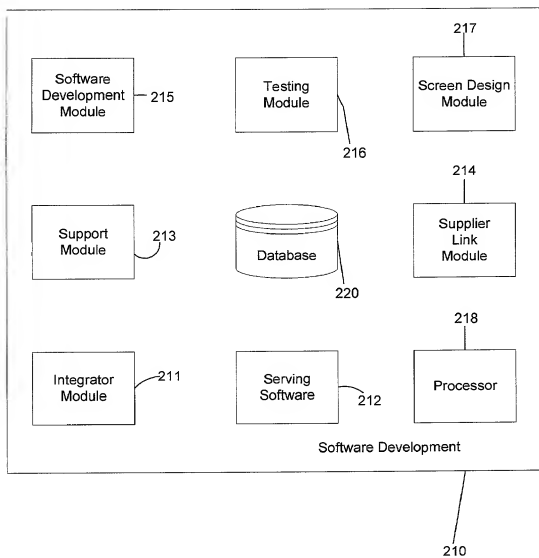 217
Software
Development
Module
215
Testing
Module
216
Screen Design
Module
214
Support
Module
213
Database
220
Supplier
Link
Module
218
Integrator
Module
211
Serving
Software
212
Processor
Software Development
210